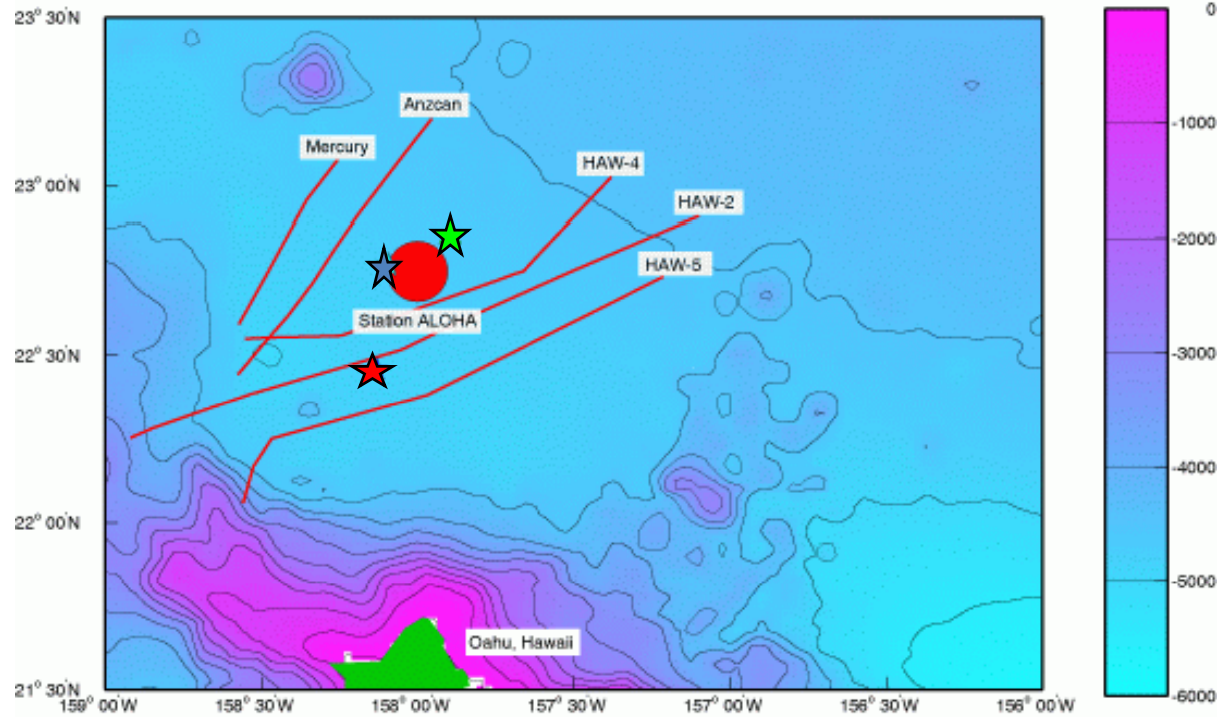 23° 30'N
0
Anzcan
-1000
Mercury
HAW-4
23° 00'N
HAW-2
-2000
HAW-5
Station ALOHA
22° 30'N
-3000
-4000
22° 00'N
-5000
Oahu, Hawaii
21° 30'N
-6000
159° 00'W 158° 30'W 158° 00'W 157° 30'W 157° 00'W 156° 30'W 156° 00'W